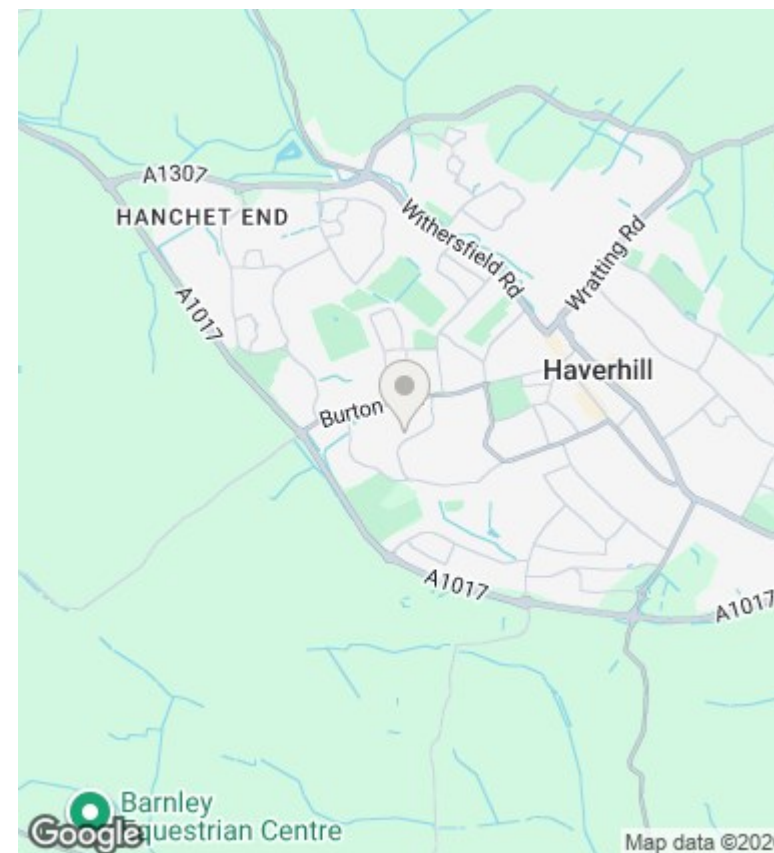 A1307
HANCHET END
Withersfield Rd
Wratting Rd
A1017
Haverhill
Burton
A1017
A1017
Barnley
Equestrian Centre
Google
Map data ©202